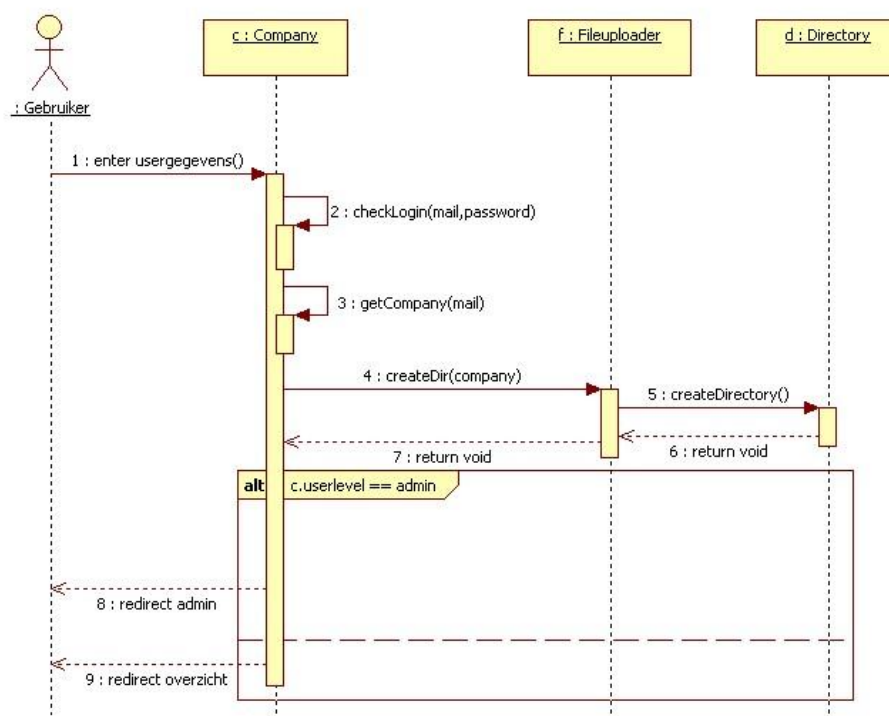 c : Company
f : Fileuploader
d : Directory
: Gebruiker
1 : enter usergegevens()
2 : checkLogin(mail,password)
3 : getCompany(mail)
4 : createDir(company)
5 : createDirectory()
6 : return void
7 : return void
alt c.userlevel == admin
8 : redirect admin
9 : redirect overzicht